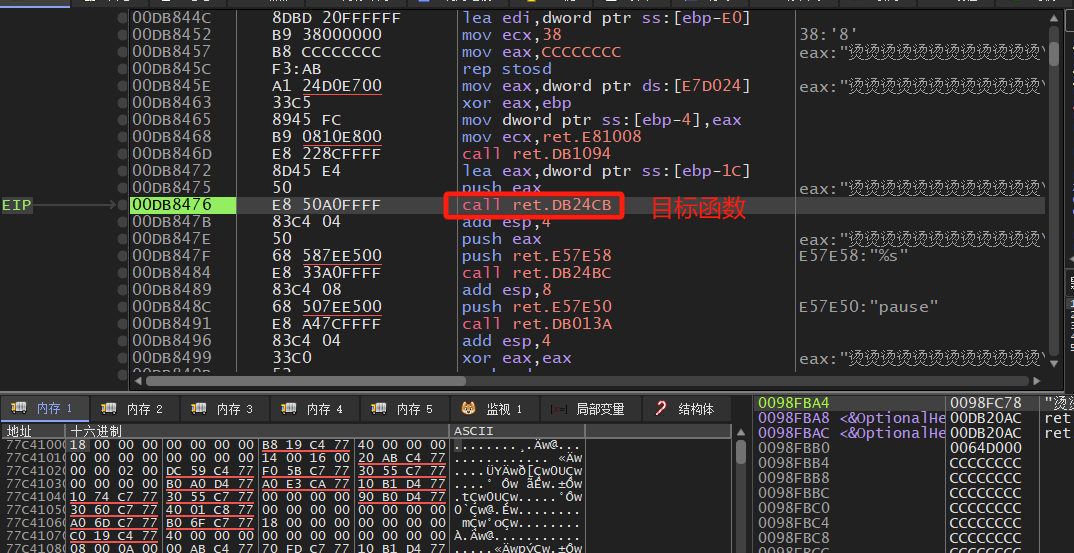 00DB844C 8DBD 20FFFFFF lea edi,dword ptr ss:[ebp-E0]
00DB8452 B9 38000000 mov ecx,38 38:'8'
00DB8457 B8 CCCCCCCC mov eax,CCCCCCCC eax:"烫烫烫烫烫烫烫烫烫烫烫烫烫\
00DB845C F3:AB rep stosd
00DB845E A1 24D0E700 mov eax,dword ptr ds:[E7D024] eax:"烫烫烫烫烫烫烫烫烫烫烫烫烫\
00DB8463 33C5 xor eax,ebp
00DB8465 8945 FC mov dword ptr ss:[ebp-4],eax
00DB8468 B9 0810E800 mov ecx,ret.E81008
00DB846D E8 228CFFFF call ret.DB1094
00DB8472 8D45 E4 lea eax,dword ptr ss:[ebp-1C]
00DB8475 50 push eax eax:"烫烫烫烫烫烫烫烫烫烫烫烫烫\
EIP 00DB8476 E8 50A0FFFF call ret.DB24CB 目标函数
00DB847B 83C4 04 add esp,4
00DB847E 50 push eax eax:"烫烫烫烫烫烫烫烫烫烫烫烫烫\
00DB847F 68 587EE500 push ret.E57E58 E57E58:"%s"
00DB8484 E8 33A0FFFF call ret.DB24BC
00DB8489 83C4 08 add esp,8
00DB848C 68 507EE500 push ret.E57E50 E57E50:"pause"
00DB8491 E8 A47CFFFF call ret.DB013A
00DB8496 83C4 04 add esp,4
00DB8499 33C0 xor eax,eax eax:"烫烫烫烫烫烫烫烫烫烫烫烫烫\
内存 1 内存 2 内存 3 内存 4 内存 5 监视 1 局部变量 结构体
地址 十六进制 ASCII
77C41000 18 00 00 00 00 00 00 00 B8 19 C4 77 40 00 00 00 .........Äw@...
77C41010 00 00 00 00 00 00 00 00 14 00 16 00 20 AB C4 77 ............ «Äw
77C41020 00 00 02 00 DC 59 C4 77 F0 5B C7 77 30 55 C7 77 ....ÜYÄwð[Çw0UÇw
77C41030 00 00 00 00 B0 A0 D4 77 A0 E3 CA 77 10 B1 D4 77 ....° Ôw ãÊw.±Ôw
77C41040 10 74 C7 77 30 55 C7 77 00 00 00 00 90 B0 D4 77 .tÇw0UÇw.....°Ôw
77C41050 30 60 C7 77 40 01 C8 77 00 00 00 00 00 00 00 00 0`Çw@.Èw........
77C41060 A0 6D C7 77 B0 6F C7 77 18 00 00 00 00 00 00 00 mÇw°oÇw........
77C41070 C0 19 C4 77 40 00 00 00 00 00 00 00 00 00 00 00 À.Äw@...........
0098FBA4 0098FC78 "烫
0098FBA8 <&OptionalHe 00DB20AC ret
0098FBAC <&OptionalHe 00DB20AC ret
0098FBB0 0064D000
0098FBB4 CCCCCCCC
0098FBB8 CCCCCCCC
0098FBBC CCCCCCCC
0098FBC0 CCCCCCCC
0098FBC4 CCCCCCCC
0098FBC8 CCCCCCCC